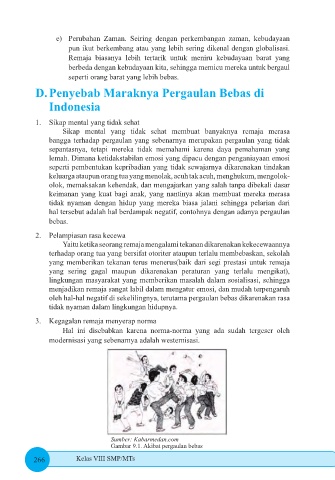 e) Perubahan Zaman. Seiring dengan perkembangan zaman, kebudayaan
pun ikut berkembang atau yang lebih sering dikenal dengan globalisasi.
Remaja biasanya lebih tertarik untuk meniru kebudayaan barat yang
berbeda dengan kebudayaan kita, sehingga memicu mereka untuk bergaul
seperti orang barat yang lebih bebas.
D. Penyebab Maraknya Pergaulan Bebas di
Indonesia
1. Sikap mental yang tidak sehat
Sikap mental yang tidak sehat membuat banyaknya remaja merasa
bangga terhadap pergaulan yang sebenarnya merupakan pergaulan yang tidak
sepantasnya, tetapi mereka tidak memahami karena daya pemahaman yang
lemah. Dimana ketidakstabilan emosi yang dipacu dengan penganiayaan emosi
seperti pembentukan kepribadian yang tidak sewajarnya dikarenakan tindakan
keluarga ataupun orang tua yang menolak, acuh tak acuh, menghukum, mengolok-
olok, memaksakan kehendak, dan mengajarkan yang salah tanpa dibekali dasar
keimanan yang kuat bagi anak, yang nantinya akan membuat mereka merasa
tidak nyaman dengan hidup yang mereka biasa jalani sehingga pelarian dari
hal tersebut adalah hal berdampak negatif, contohnya dengan adanya pergaulan
bebas.
2. Pelampiasan rasa kecewa
Yaitu ketika seorang remaja mengalami tekanan dikarenakan kekecewaannya
terhadap orang tua yang bersifat otoriter ataupun terlalu membebaskan, sekolah
yang memberikan tekanan terus menerus(baik dari segi prestasi untuk remaja
yang sering gagal maupun dikarenakan peraturan yang terlalu mengikat),
lingkungan masyarakat yang memberikan masalah dalam sosialisasi, sehingga
menjadikan remaja sangat labil dalam mengatur emosi, dan mudah terpengaruh
oleh hal-hal negatif di sekelilingnya, terutama pergaulan bebas dikarenakan rasa
tidak nyaman dalam lingkungan hidupnya.
3. Kegagalan remaja menyerap norma
Hal ini disebabkan karena norma-norma yang ada sudah tergeser oleh
modernisasi yang sebenarnya adalah westernisasi.
Sumber: Kabarmedan.com
Gambar 9.1. Akibat pergaulan bebas
266 Kelas VIII SMP/MTs